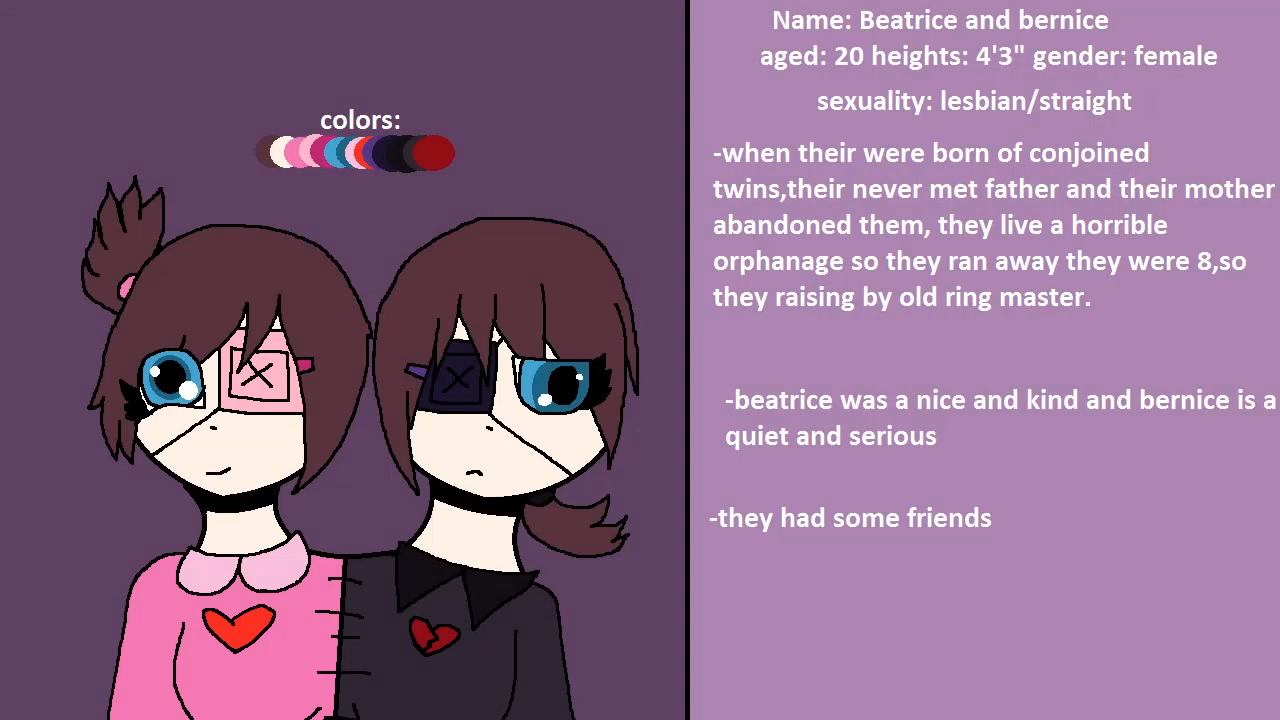 colors:
Name: Beatrice and bernice
aged: 20 heights: 4'3" gender: female
sexuality: lesbian/straight
-when their were born of conjoined
twins,their never met father and their mother
abandoned them, they live a horrible
orphanage so they ran away they were 8,so
they raising by old ring master.
-beatrice was a nice and kind and bernice is a
quiet and serious
-they had some friends